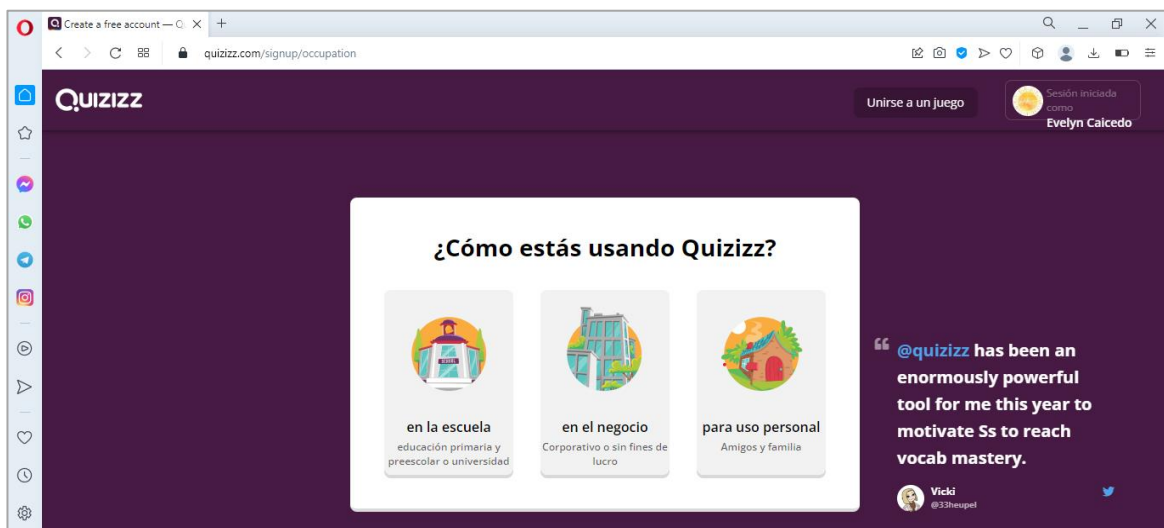 Create a free account — Q
quizizz.com/signup/occupation
QUIZIZZ
Unirse a un juego
Sesión iniciada
como
Evelyn Caicedo
¿Cómo estás usando Quizizz?
SCHOOL
en la escuela
educación primaria y
preescolar o universidad
en el negocio
Corporativo o sin fines de
lucro
para uso personal
Amigos y familia
“ @quizizz has been an
enormously powerful
tool for me this year to
motivate Ss to reach
vocab mastery.
Vicki
@33heupel